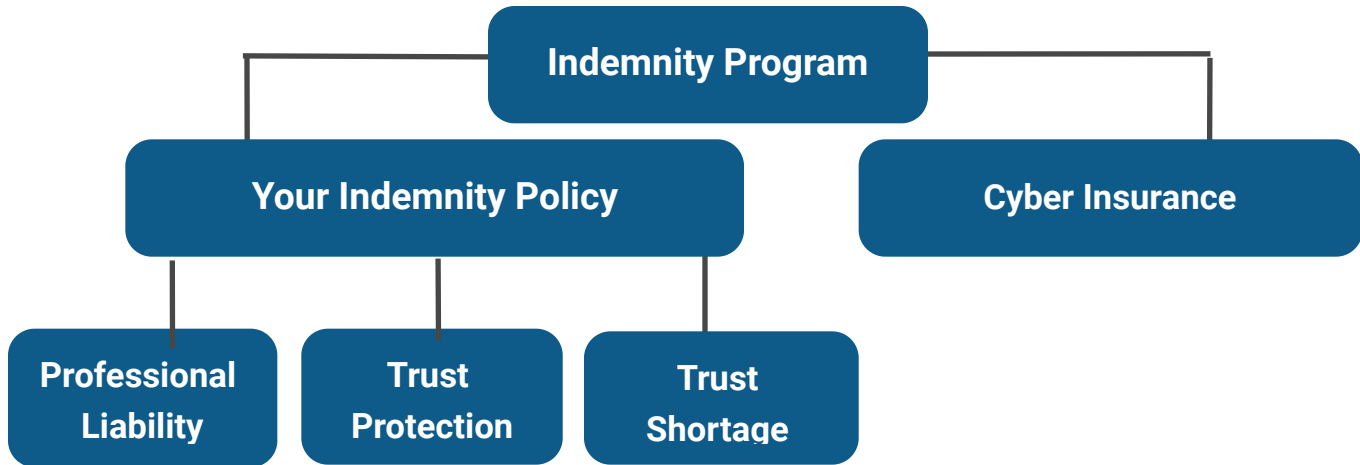 Indemnity Program
Your Indemnity Policy
Cyber Insurance
Professional
Liability
Trust
Protection
Trust
Shortage